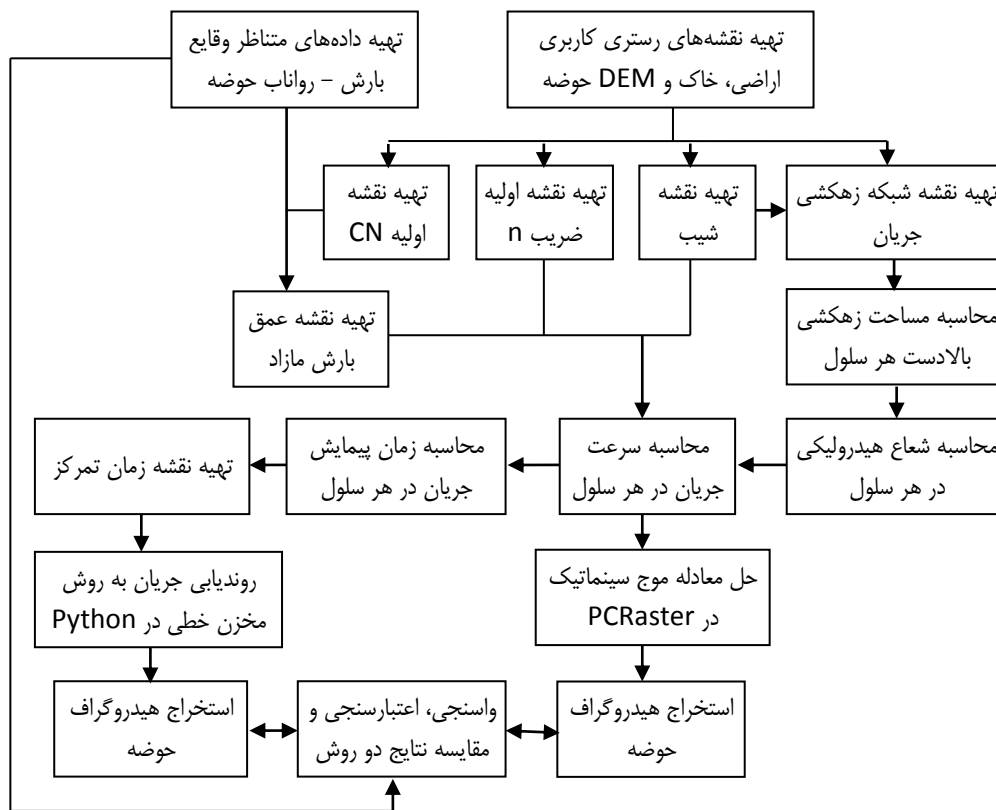 تهیه نقشه‌های رستری کاربری
اراضی، خاک و DEM حوضه
تهیه داده‌های متناظر وقایع
بارش – رواناب حوضه
تهیه نقشه شبکه زهکشی
جریان
تهیه نقشه
شیب
تهیه نقشه اولیه
ضریب n
تهیه نقشه
اولیه CN
محاسبه مساحت زهکشی
بالادست هر سلول
تهیه نقشه عمق
بارش مازاد
محاسبه شعاع هیدرولیکی
در هر سلول
محاسبه سرعت
جریان در هر سلول
محاسبه زمان پیمایش
جریان در هر سلول
تهیه نقشه زمان تمرکز
حل معادله موج سینماتیک
در PCRaster
روندیابی جریان به روش
مخزن خطی در Python
استخراج هیدروگراف
حوضه
واسنجی، اعتبارسنجی و
مقایسه نتایج دو روش
استخراج هیدروگراف
حوضه